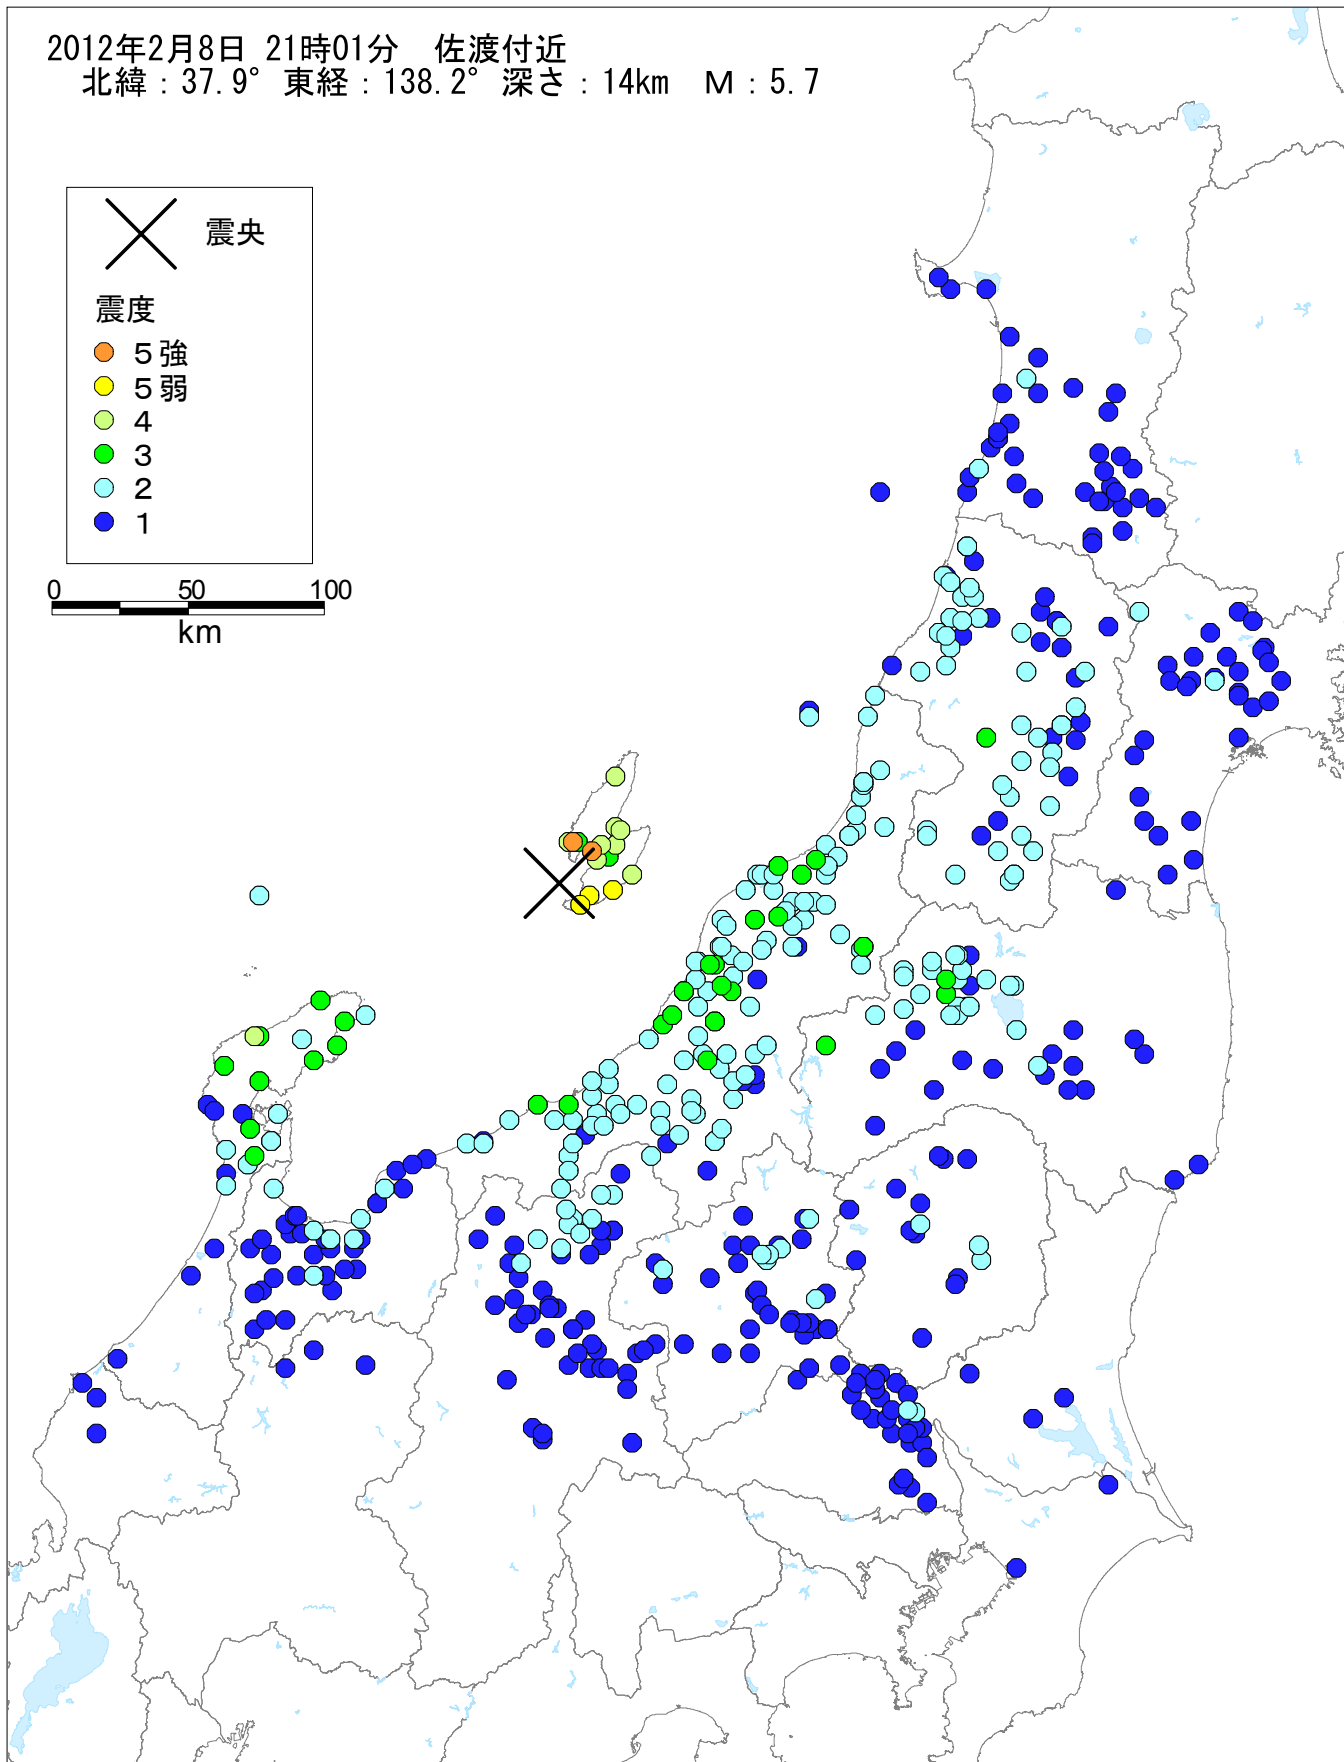 2012年2月8日 21時01分　佐渡付近
北緯：37.9° 東経：138.2° 深さ：14km　Ｍ：5.7
震央
震度
５強
５弱
４
３
２
１
0 50 100
km